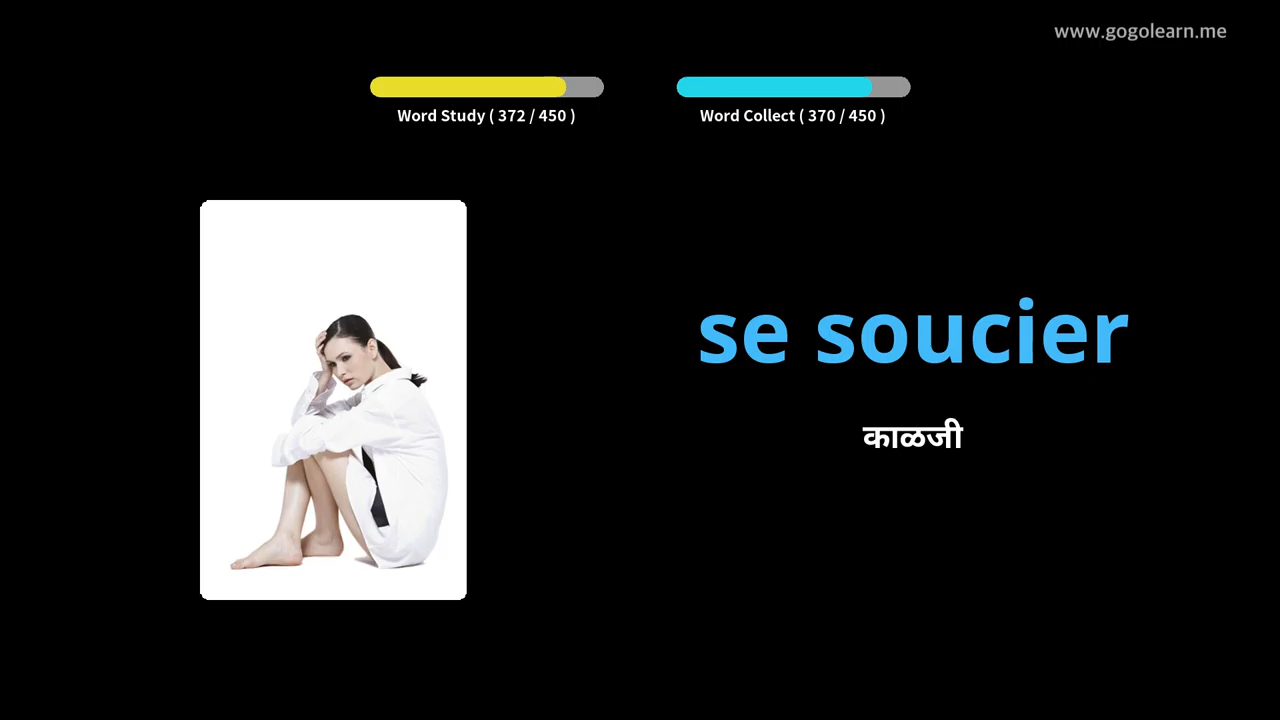 www.gogolearn.me
Word Study ( 372 / 450 )
Word Collect ( 370 / 450 )
se soucier
काळजी